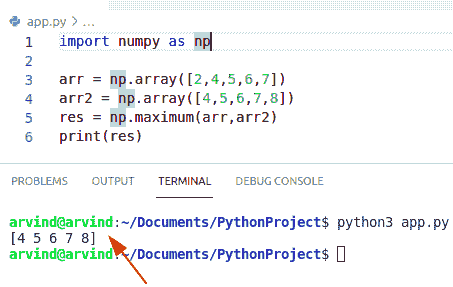 app.py > ...
1 import numpy as np
2
3 arr = np.array([2,4,5,6,7])
4 arr2 = np.array([4,5,6,7,8])
5 res = np.maximum(arr,arr2)
6 print(res)
PROBLEMS OUTPUT TERMINAL DEBUG CONSOLE
arvind@arvind:~/Documents/PythonProject$ python3 app.py
[4 5 6 7 8]
arvind@arvind:~/Documents/PythonProject$